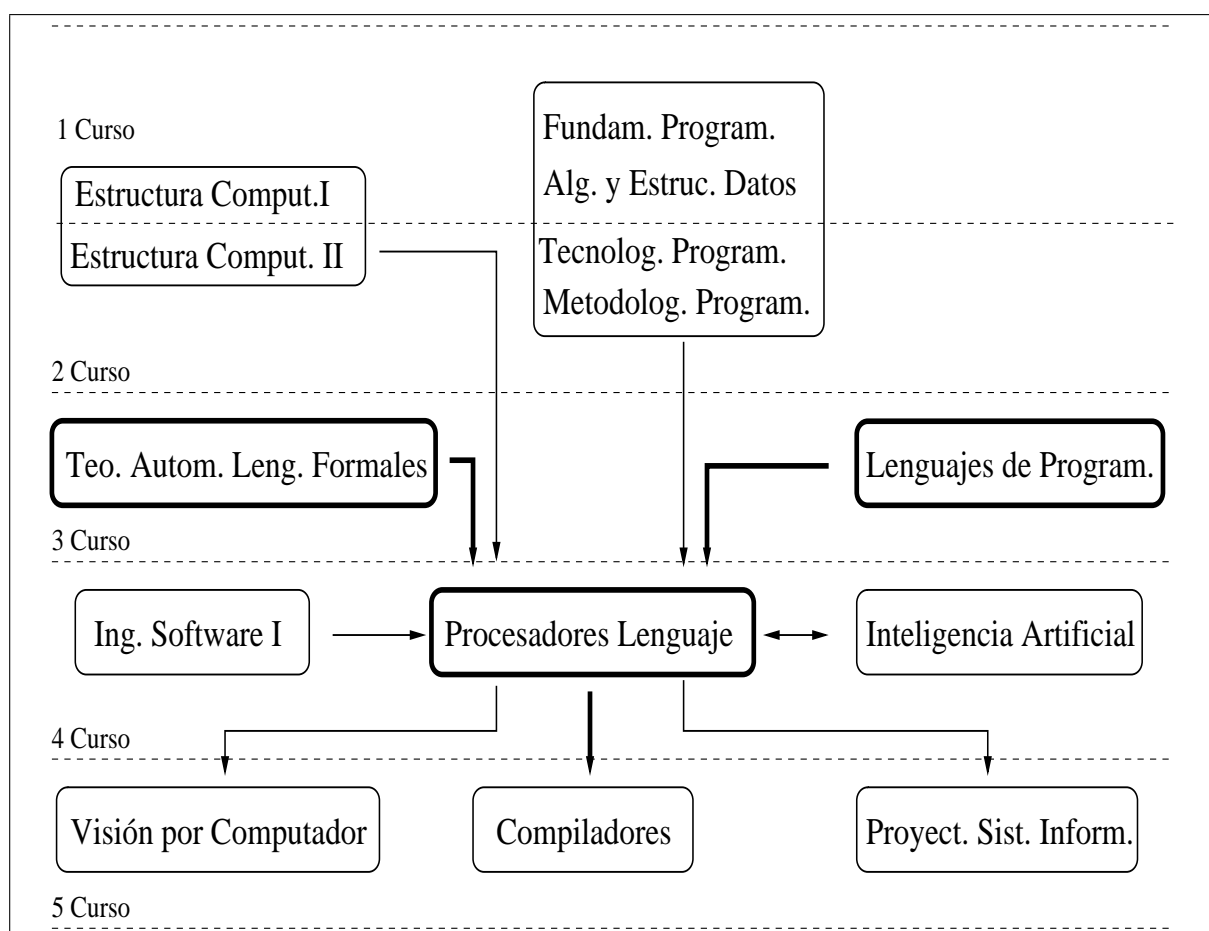 1 Curso
Fundam. Program.
Alg. y Estruc. Datos
Estructura Comput.I
Estructura Comput. II
Tecnolog. Program.
Metodolog. Program.
2 Curso
Teo. Autom. Leng. Formales
Lenguajes de Program.
3 Curso
Ing. Software I
Procesadores Lenguaje
Inteligencia Artificial
4 Curso
Visión por Computador
Compiladores
Proyect. Sist. Inform.
5 Curso